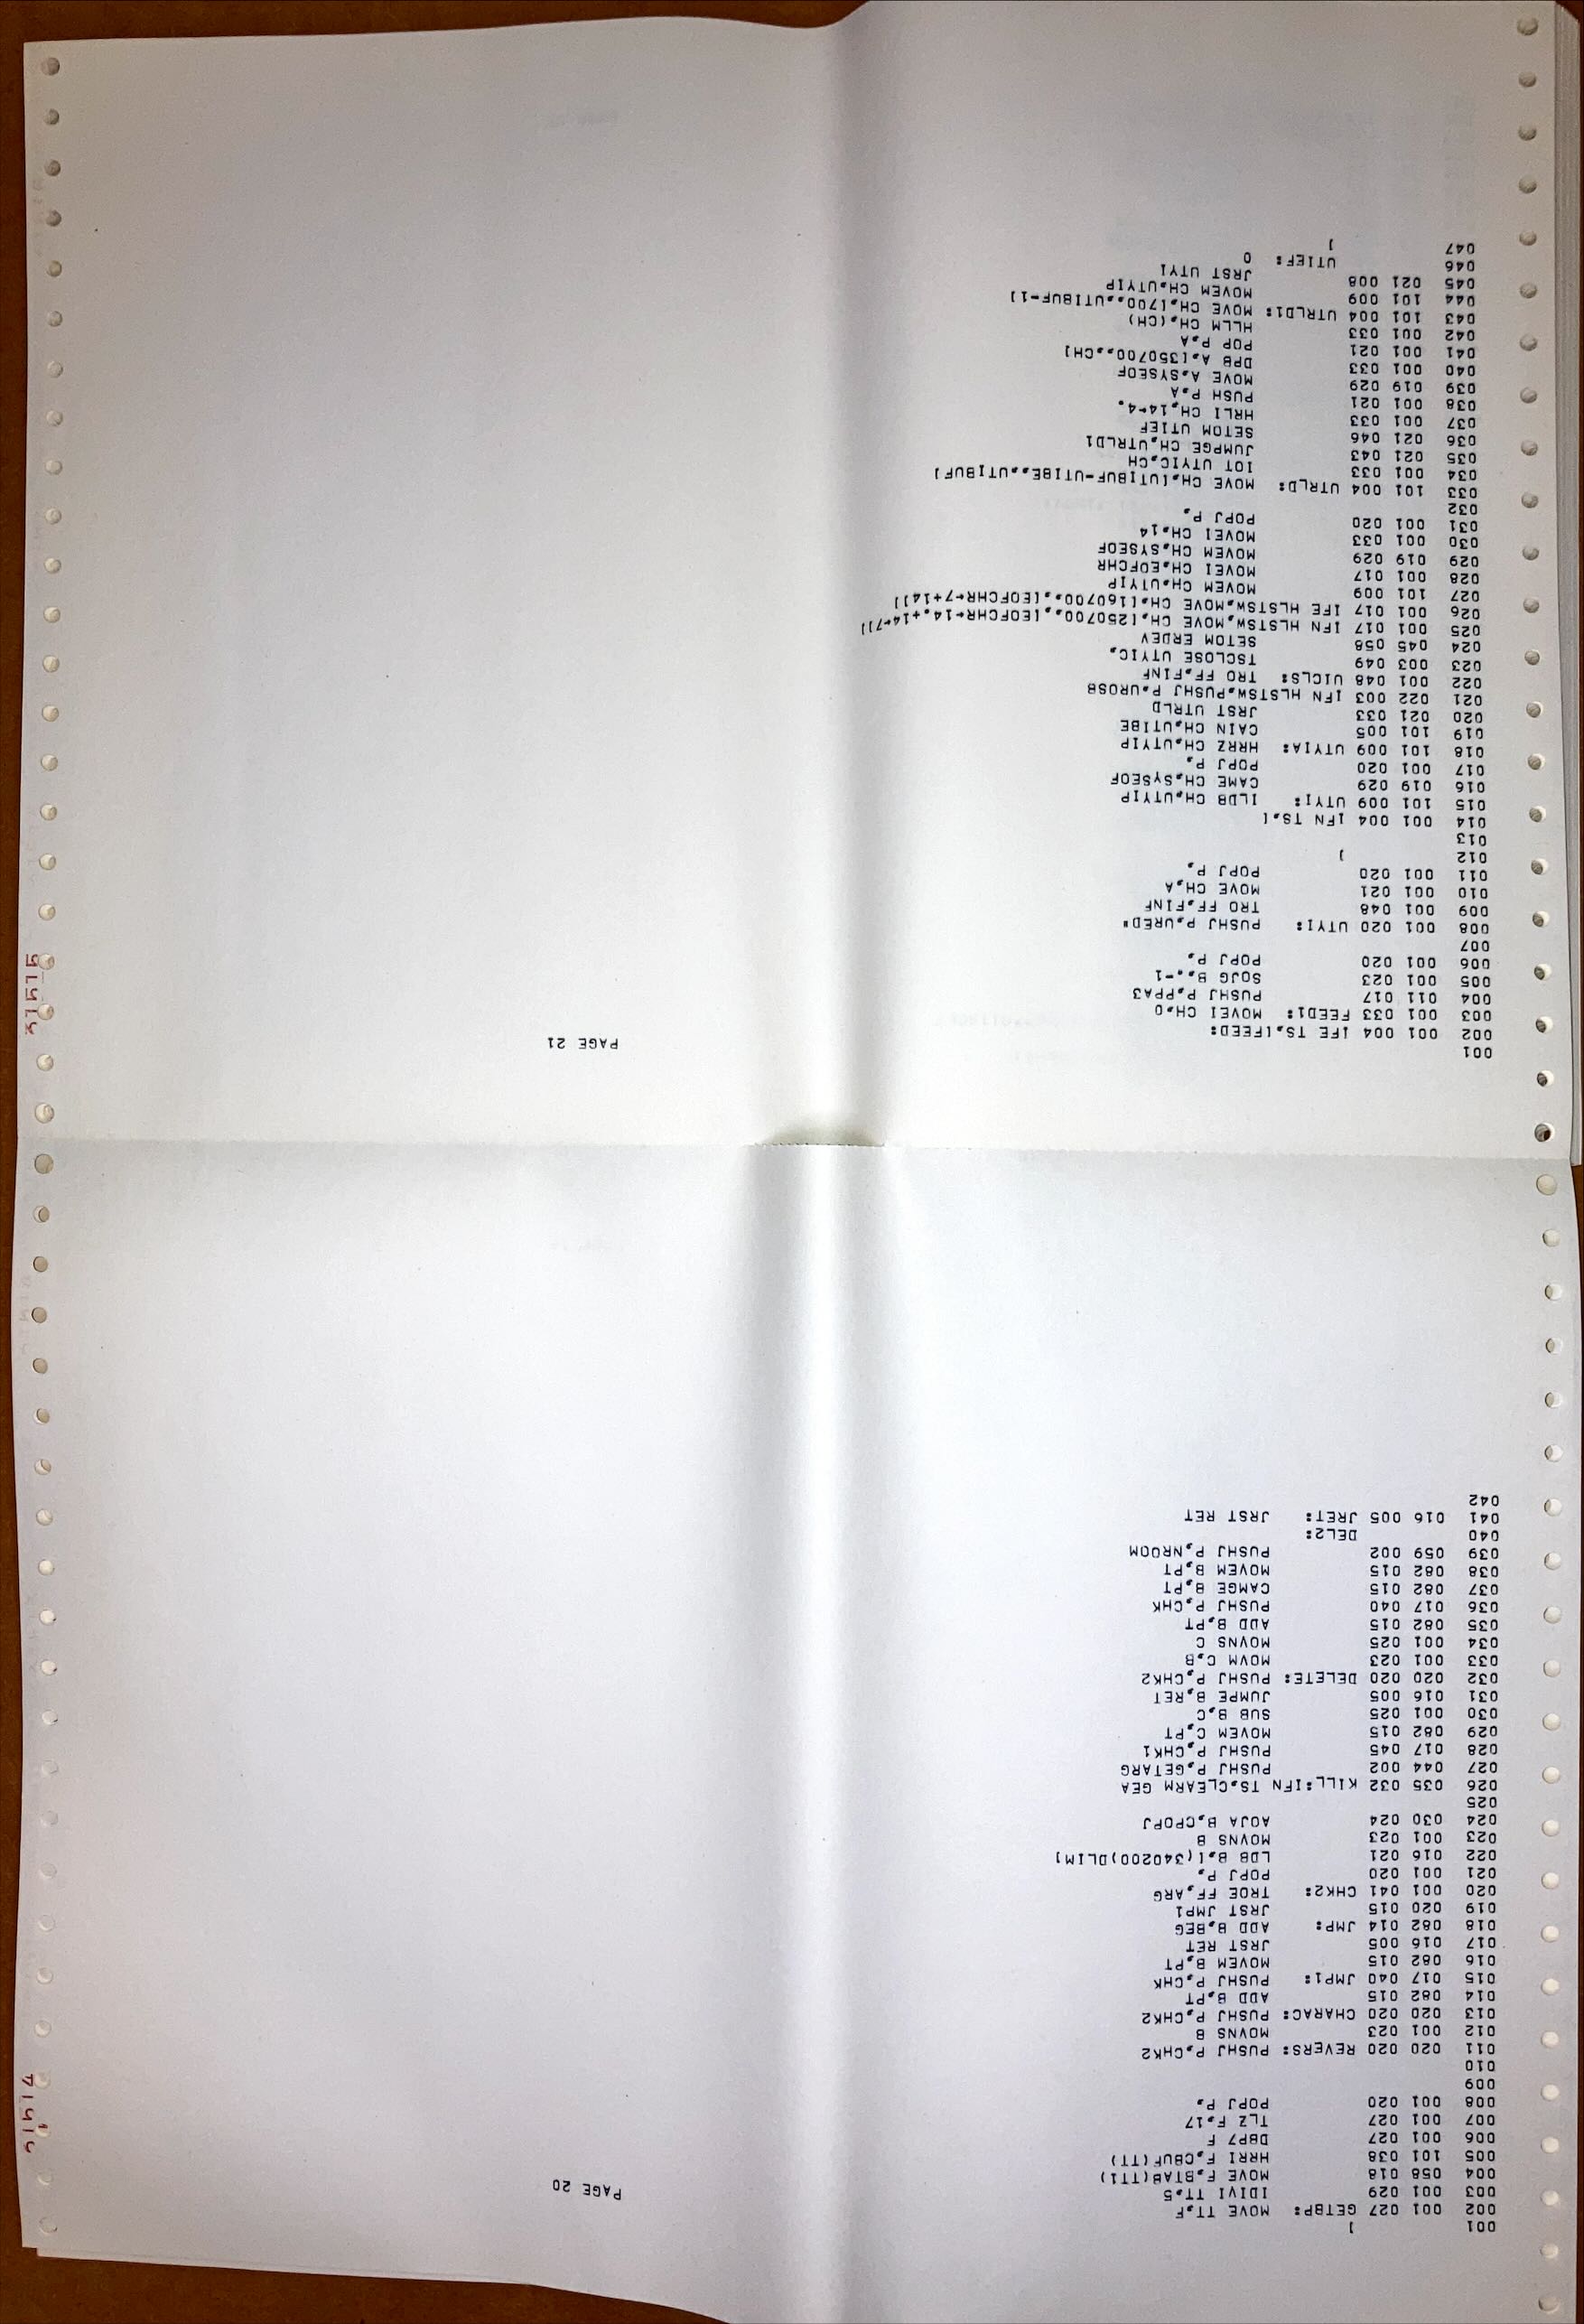 PAGE 20
001 ]
002 001 027 GETBP: MOVE TT,F
003 001 029 IDIVI TT,5
004 058 018 MOVE F,BTAB(TT1)
005 101 038 HRRI F,CBUF(TT)
006 001 027 DBP7 F
007 001 027 TLZ F,17
008 001 020 POPJ P,
009
010
011 020 020 REVERS: PUSHJ P,CHK2
012 001 023 MOVNS B
013 020 020 CHARAC: PUSHJ P,CHK2
014 082 015 ADD B,PT
015 017 040 JMP1: PUSHJ P,CHK
016 082 015 MOVEM B,PT
017 016 005 JRST RET
018 082 014 JMP: ADD B,BEG
019 020 015 JRST JMP1
020 001 041 CHK2: TROE FF,ARG
021 001 020 POPJ P,
022 016 021 LDB B,[(340200)DLIM]
023 001 023 MOVNS B
024 030 024 AOJA B,CPOPJ
025
026 035 032 KILL:IFN TS,CLEARM GEA
027 044 002 PUSHJ P,GETARG
028 017 045 PUSHJ P,CHK1
029 082 015 MOVEM C,PT
030 001 025 SUB B,C
031 016 005 JUMPE B,RET
032 020 020 DELETE: PUSHJ P,CHK2
033 001 023 MOVM C,B
034 001 025 MOVNS C
035 082 015 ADD B,PT
036 017 040 PUSHJ P,CHK
037 082 015 CAMGE B,PT
038 082 015 MOVEM B,PT
039 059 002 PUSHJ P,NROOM
040 DEL2:
041 016 005 JRET: JRST RET
042
PAGE 21
001
002 001 004 IFE TS,[FEED:
003 001 033 FEED1: MOVEI CH,0
004 011 017 PUSHJ P,PPA3
005 001 023 SOJG B,.-1
006 001 020 POPJ P,
007
008 001 020 UTYI: PUSHJ P,URED"
009 001 048 TRO FF,FINF
010 001 021 MOVE CH,A
011 001 020 POPJ P,
012 ]
013
014 001 004 IFN TS,[
015 101 009 UTYI: ILDB CH,UTYIP
016 019 029 CAME CH,SYSEOF
017 001 020 POPJ P,
018 101 009 UTYIA: HRRZ CH,UTYIP
019 101 005 CAIN CH,UTIBE
020 021 033 JRST UTRLD
021 022 003 IFN HLSTSW,PUSHJ P,UROSB
022 001 048 UICLS: TRO FF,FINF
023 003 049 TSCLOSE UTYIC,
024 045 058 SETOM ERDEV
025 001 017 IFN HLSTSW,MOVE CH,[250700,,[EOFCHR←14.+14←7]]
026 001 017 IFE HLSTSW,MOVE CH,[160700,,[EOFCHR←7+14]]
027 101 009 MOVEM CH,UTYIP
028 001 017 MOVEI CH,EOFCHR
029 019 029 MOVEM CH,SYSEOF
030 001 033 MOVEI CH,14
031 001 020 POPJ P,
032
033 101 004 UTRLD: MOVE CH,[UTIBUF-UTIBE,,UTIBUF]
034 001 033 IOT UTYIC,CH
035 021 043 JUMPGE CH,UTRLD1
036 021 046 SETOM UTIEF
037 001 033 HRLI CH,14←4.
038 001 021 PUSH P,A
039 019 029 MOVE A,SYSEOF
040 001 033 DPB A,[350700,,CH]
041 001 021 POP P,A
042 001 033 HLLM CH,(CH)
043 101 004 UTRLD1: MOVE CH,[700,,UTIBUF-1]
044 101 009 MOVEM CH,UTYIP
045 021 008 JRST UTYI
046 UTIEF: 0
047 ]